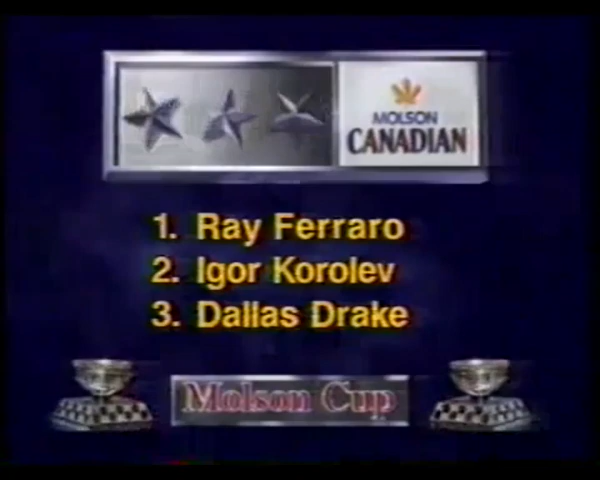 MOLSON
CANADIAN
1. Ray Ferraro
2. Igor Korolev
3. Dallas Drake
Molson Cup